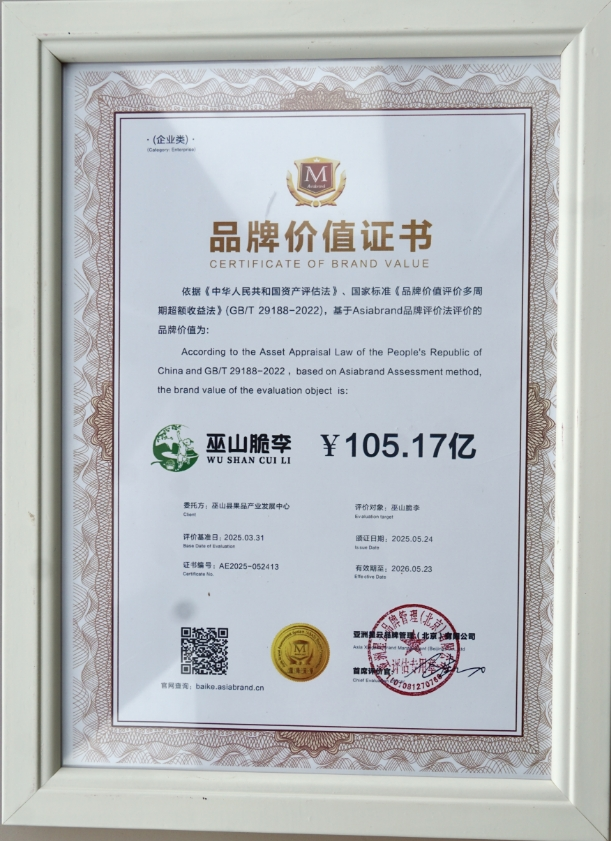 ·(企业类)·
(Category: Enterprise)
M
Asiabrand
品牌价值证书
CERTIFICATE OF BRAND VALUE
依据《中华人民共和国资产评估法》、国家标准《品牌价值评价多周
期超额收益法》(GB/T 29188-2022)，基于Asiabrand品牌评价法评价的
品牌价值为:
According to the Asset Appraisal Law of the People's Republic of
China and GB/T 29188-2022 , based on Asiabrand Assessment method,
the brand value of the evaluation object is:
巫山脆李
WU SHAN CUI LI
¥105.17亿
委托方：巫山县果品产业发展中心
Client
评价对象：巫山脆李
Evaluation target
评价基准日：2025.03.31
Base Date of Evaluation
颁证日期：2025.05.24
Issue Date
证书编号：AE2025-052413
Certificate No.
有效期至：2026.05.23
Effective Date
M
亚洲星云品牌管理（北京）有限公司
首席评价官
Chief
评估专用章
官网查询：baike.asiabrand.cn